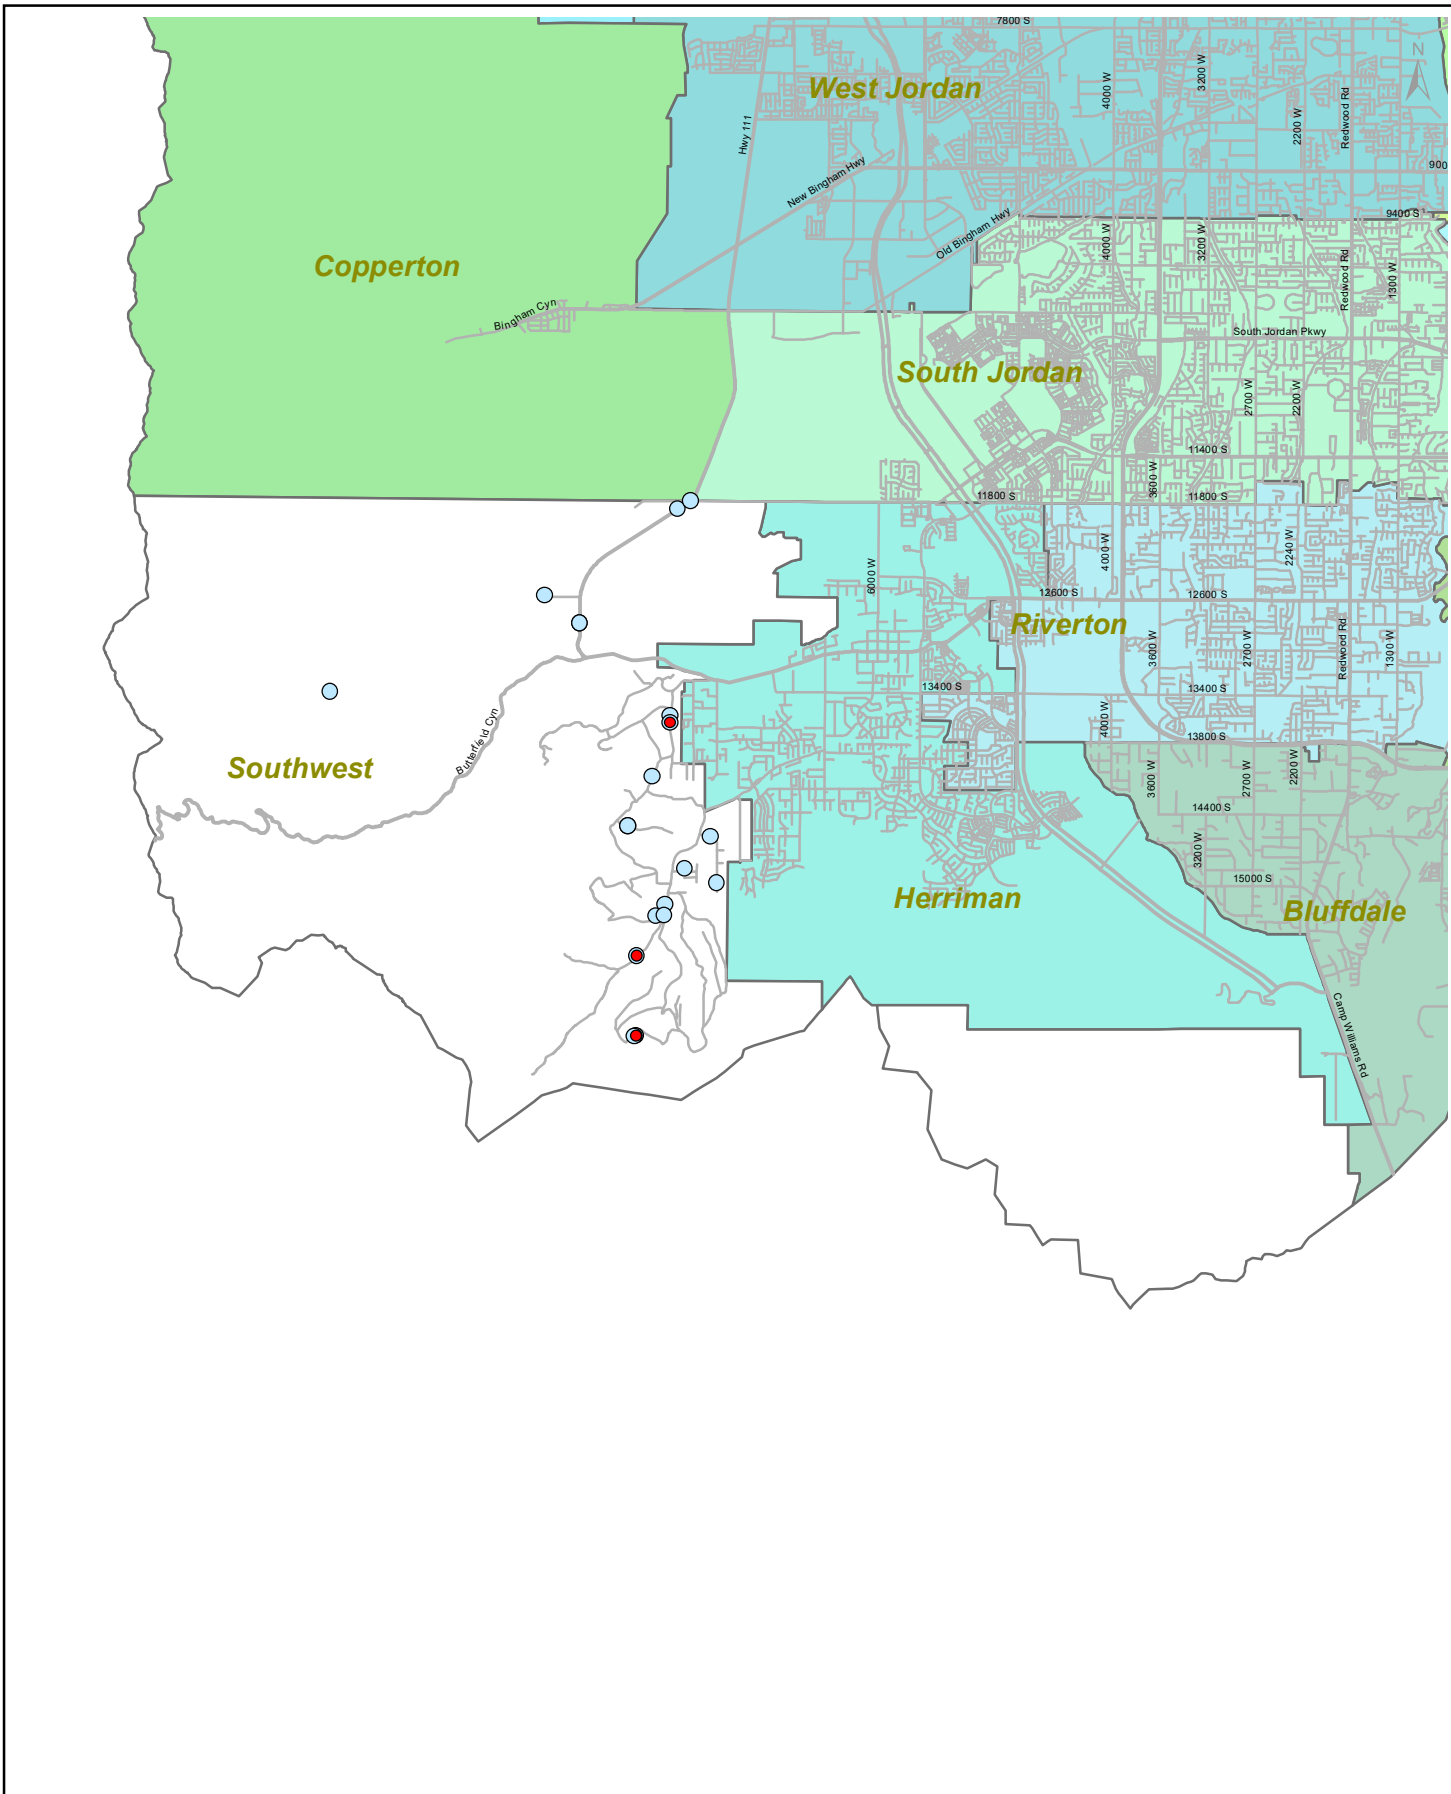 7800 S
N
West Jordan
4000 W
3200 W
2200 W
Redwood Rd
Hwy 111
New Bingham Hwy
900
Old Bingham Hwy
9400 S
4000 W
3200 W
Redwood Rd
1300 W
Copperton
Bingham Cyn
South Jordan Pkwy
South Jordan
2700 W
2200 W
11400 S
3600 W
11800 S
11800 S
4000 W
2240 W
6000 W
12600 S
12600 S
Riverton
3600 W
2700 W
Redwood Rd
1300 W
13400 S
13400 S
4000 W
13800 S
Butterfield Cyn
Southwest
3600 W
2700 W
2200 W
14400 S
3200 W
15000 S
Herriman
Bluffdale
Camp Williams Rd